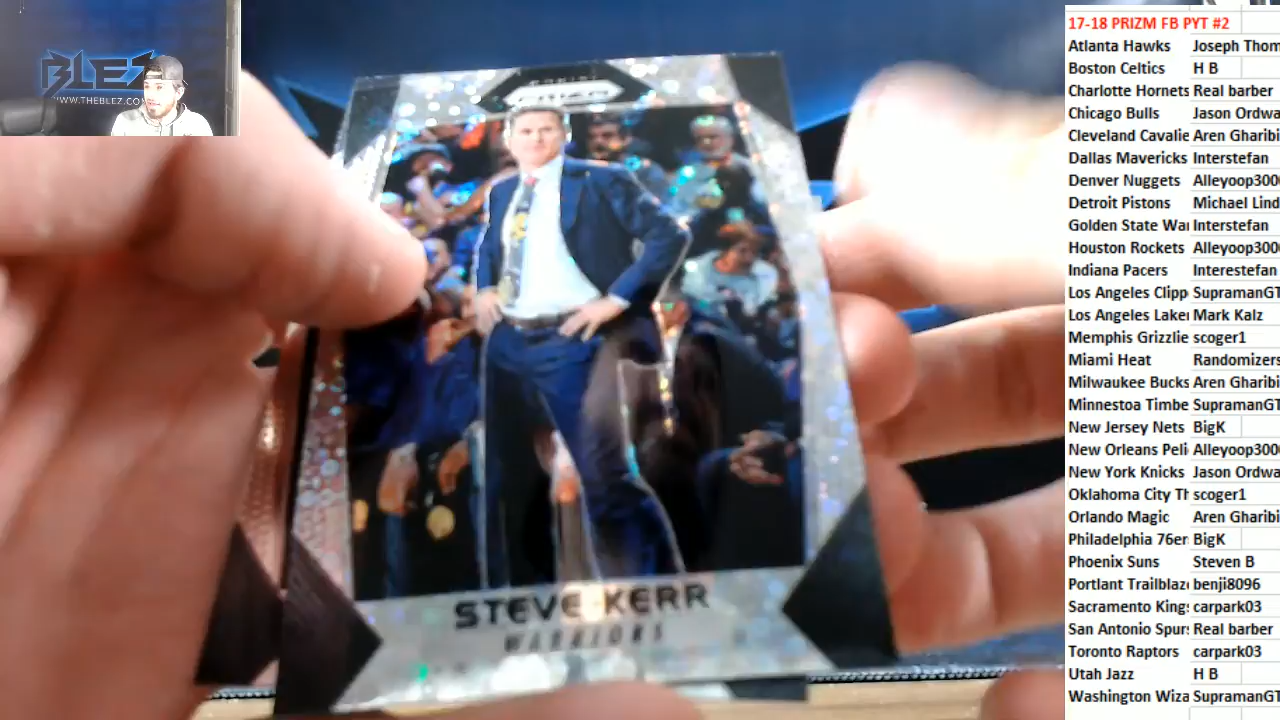 BLEZ
WWW.THEBLEZ.COM
PANINI
PRIZM
STEVE KERR
WARRIORS
17-18 PRIZM FB PYT #2
Atlanta Hawks Joseph Thom
Boston Celtics H B
Charlotte Hornets Real barber
Chicago Bulls Jason Ordwa
Cleveland Cavalie Aren Gharibi
Dallas Mavericks Interstefan
Denver Nuggets Alleyoop300
Detroit Pistons Michael Lind
Golden State Wa Interstefan
Houston Rockets Alleyoop300
Indiana Pacers Interestefan
Los Angeles Clipp SupramanGT
Los Angeles Lake Mark Kalz
Memphis Grizzlie scoger1
Miami Heat Randomizers
Milwaukee Bucks Aren Gharibi
Minnestoa Timbe SupramanGT
New Jersey Nets BigK
New Orleans Peli Alleyoop300
New York Knicks Jason Ordwa
Oklahoma City Th scoger1
Orlando Magic Aren Gharibi
Philadelphia 76er BigK
Phoenix Suns Steven B
Portlant Trailblaz benji8096
Sacramento King carpark03
San Antonio Spur Real barber
Toronto Raptors carpark03
Utah Jazz H B
Washington Wiza SupramanGT